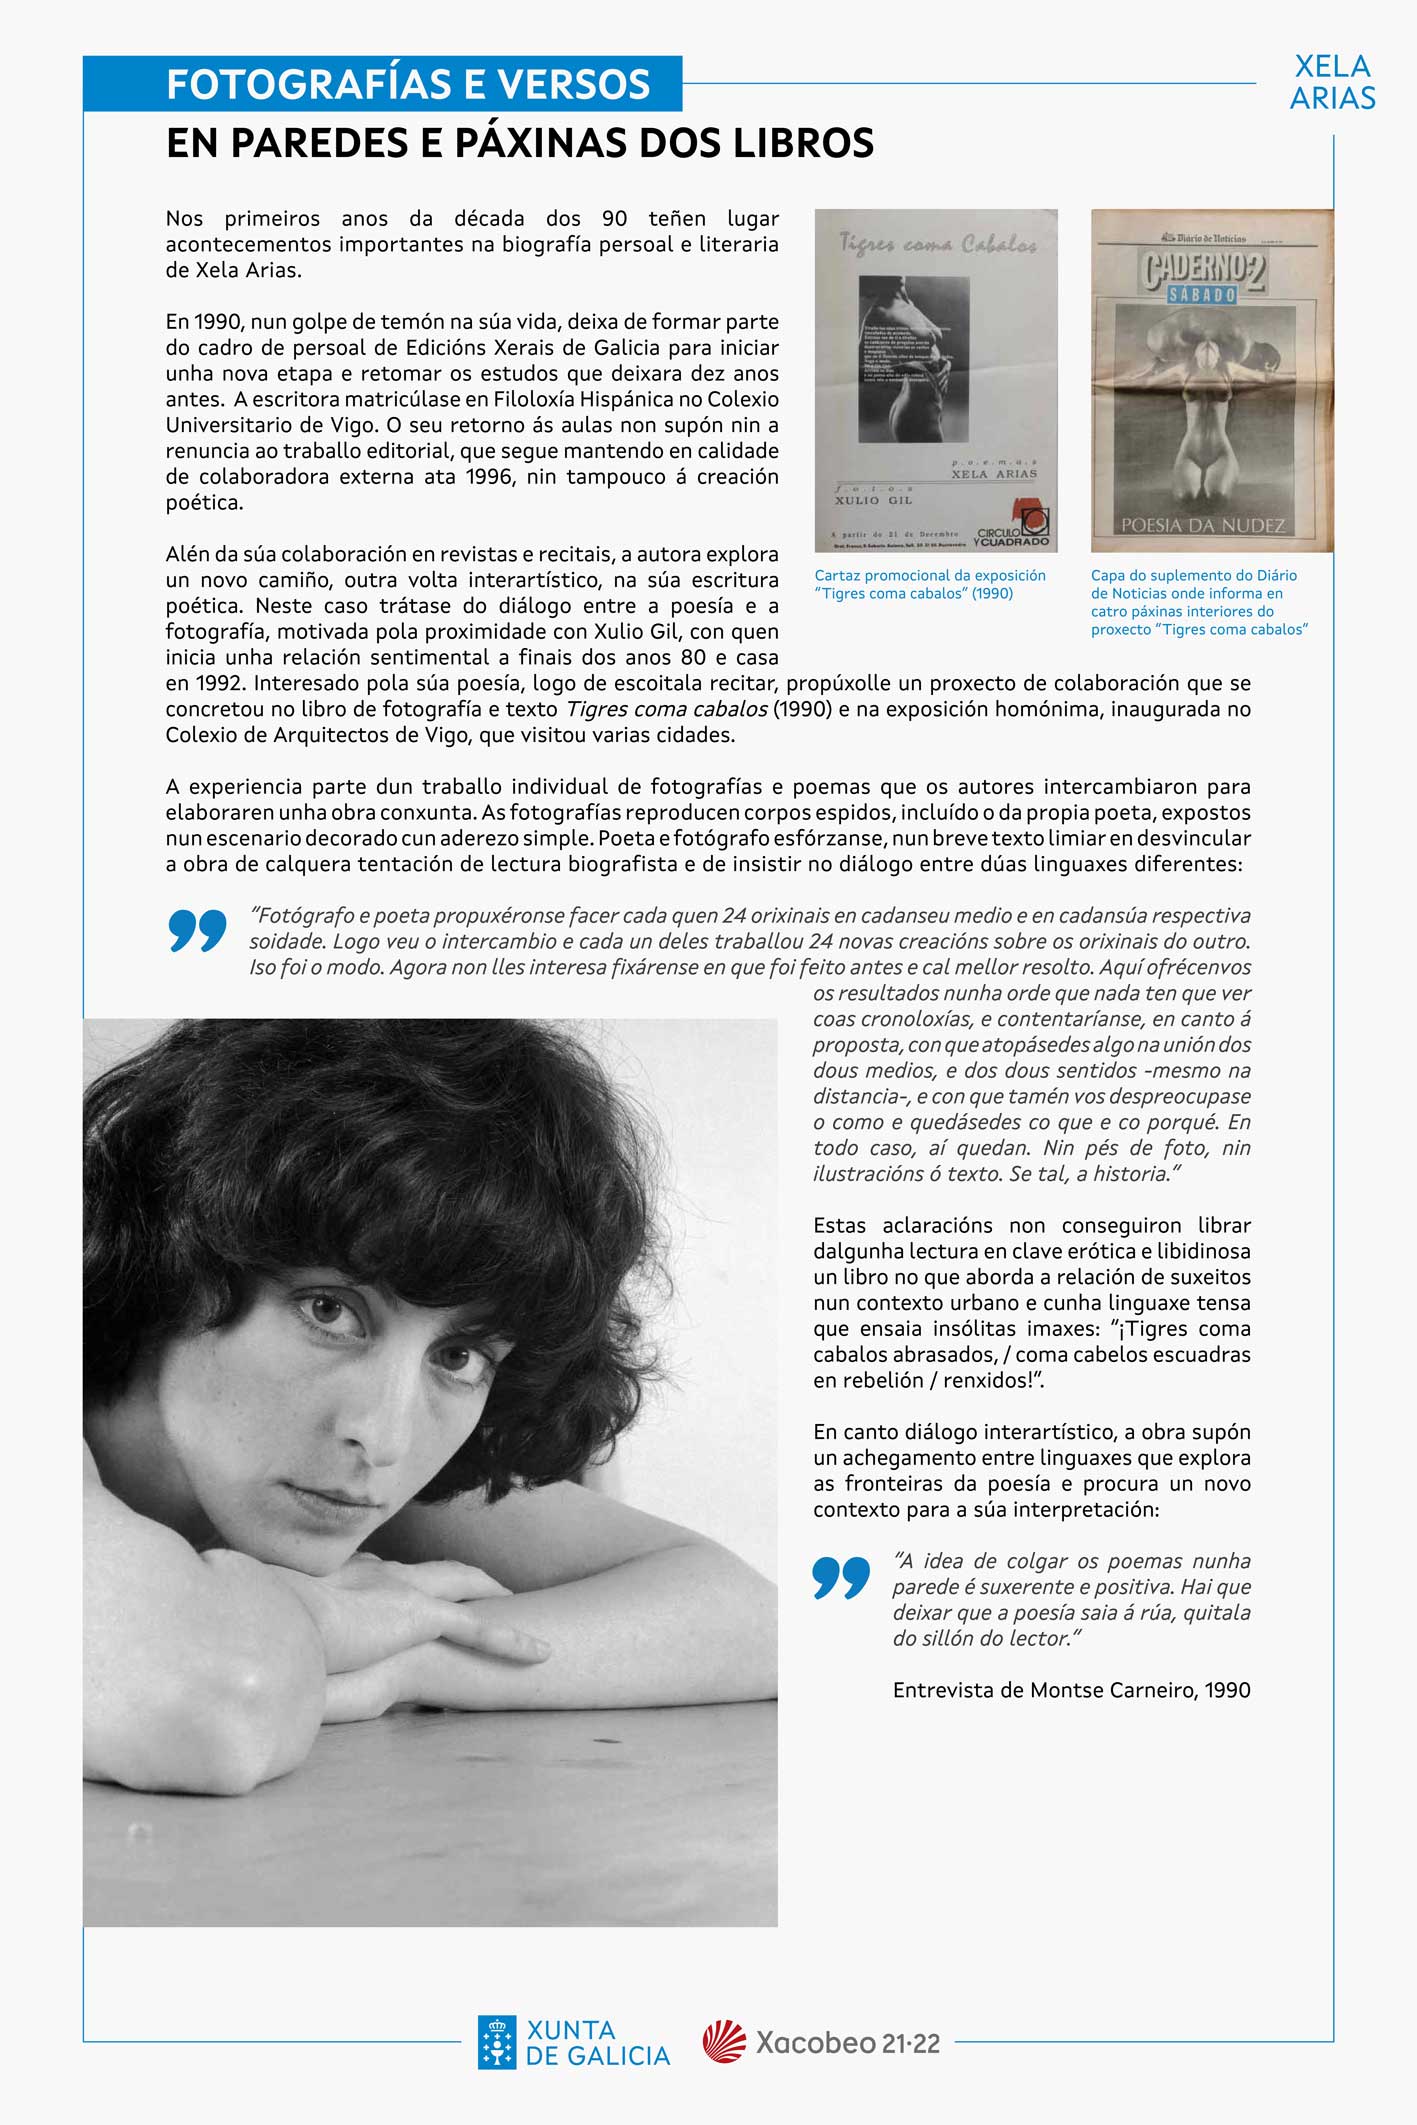 FOTOGRAFÍAS E VERSOS
XELA
ARIAS
EN PAREDES E PÁXINAS DOS LIBROS
Nos primeiros anos da década dos 90 teñen lugar
acontecementos importantes na biografía persoal e literaria
de Xela Arias.
En 1990, nun golpe de temón na súa vida, deixa de formar parte
do cadro de persoal de Edicións Xerais de Galicia para iniciar
unha nova etapa e retomar os estudos que deixara dez anos
antes. A escritora matricúlase en Filoloxía Hispánica no Colexio
Universitario de Vigo. O seu retorno ás aulas non supón nin a
renuncia ao traballo editorial, que segue mantendo en calidade
de colaboradora externa ata 1996, nin tampouco á creación
poética.
Alén da súa colaboración en revistas e recitais, a autora explora
un novo camiño, outra volta interartístico, na súa escritura
poética. Neste caso trátase do diálogo entre a poesía e a
fotografía, motivada pola proximidade con Xulio Gil, con quen
inicia unha relación sentimental a finais dos anos 80 e casa
en 1992. Interesado pola súa poesía, logo de escoitala recitar, propúxolle un proxecto de colaboración que se
concretou no libro de fotografía e texto Tigres coma cabalos (1990) e na exposición homónima, inaugurada no
Colexio de Arquitectos de Vigo, que visitou varias cidades.
Tigres coma Cabalos
p.o.e.m.a.s
XELA ARIAS
f.o.t.o.s
XULIO GIL
A partir do 21 de Decembro
CIRCULO
Y CUADRADO
Cartaz promocional da exposición
"Tigres coma cabalos" (1990)
Diário de Notícias
CADERNO·2
SÁBADO
POESIA DA NUDEZ
Capa do suplemento do Diário
de Noticias onde informa en
catro páxinas interiores do
proxecto "Tigres coma cabalos"
A experiencia parte dun traballo individual de fotografías e poemas que os autores intercambiaron para
elaboraren unha obra conxunta. As fotografías reproducen corpos espidos, incluído o da propia poeta, expostos
nun escenario decorado cun aderezo simple. Poeta e fotógrafo esfórzanse, nun breve texto limiar en desvincular
a obra de calquera tentación de lectura biografista e de insistir no diálogo entre dúas linguaxes diferentes:
"Fotógrafo e poeta propuxéronse facer cada quen 24 orixinais en cadanseu medio e en cadansúa respectiva
soidade. Logo veu o intercambio e cada un deles traballou 24 novas creacións sobre os orixinais do outro.
Iso foi o modo. Agora non lles interesa fixárense en que foi feito antes e cal mellor resolto. Aquí ofrécenvos
os resultados nunha orde que nada ten que ver
coas cronoloxías, e contentaríanse, en canto á
proposta, con que atopásedes algo na unión dos
dous medios, e dos dous sentidos -mesmo na
distancia-, e con que tamén vos despreocupase
o como e quedásedes co que e co porqué. En
todo caso, aí quedan. Nin pés de foto, nin
ilustracións ó texto. Se tal, a historia."
Estas aclaracións non conseguiron librar
dalgunha lectura en clave erótica e libidinosa
un libro no que aborda a relación de suxeitos
nun contexto urbano e cunha linguaxe tensa
que ensaia insólitas imaxes: "¡Tigres coma
cabalos abrasados, / coma cabelos escuadras
en rebelión / renxidos!".
En canto diálogo interartístico, a obra supón
un achegamento entre linguaxes que explora
as fronteiras da poesía e procura un novo
contexto para a súa interpretación:
"A idea de colgar os poemas nunha
parede é suxerente e positiva. Hai que
deixar que a poesía saia á rúa, quitala
do sillón do lector."
Entrevista de Montse Carneiro, 1990
XUNTA
DE GALICIA
Xacobeo 21·22